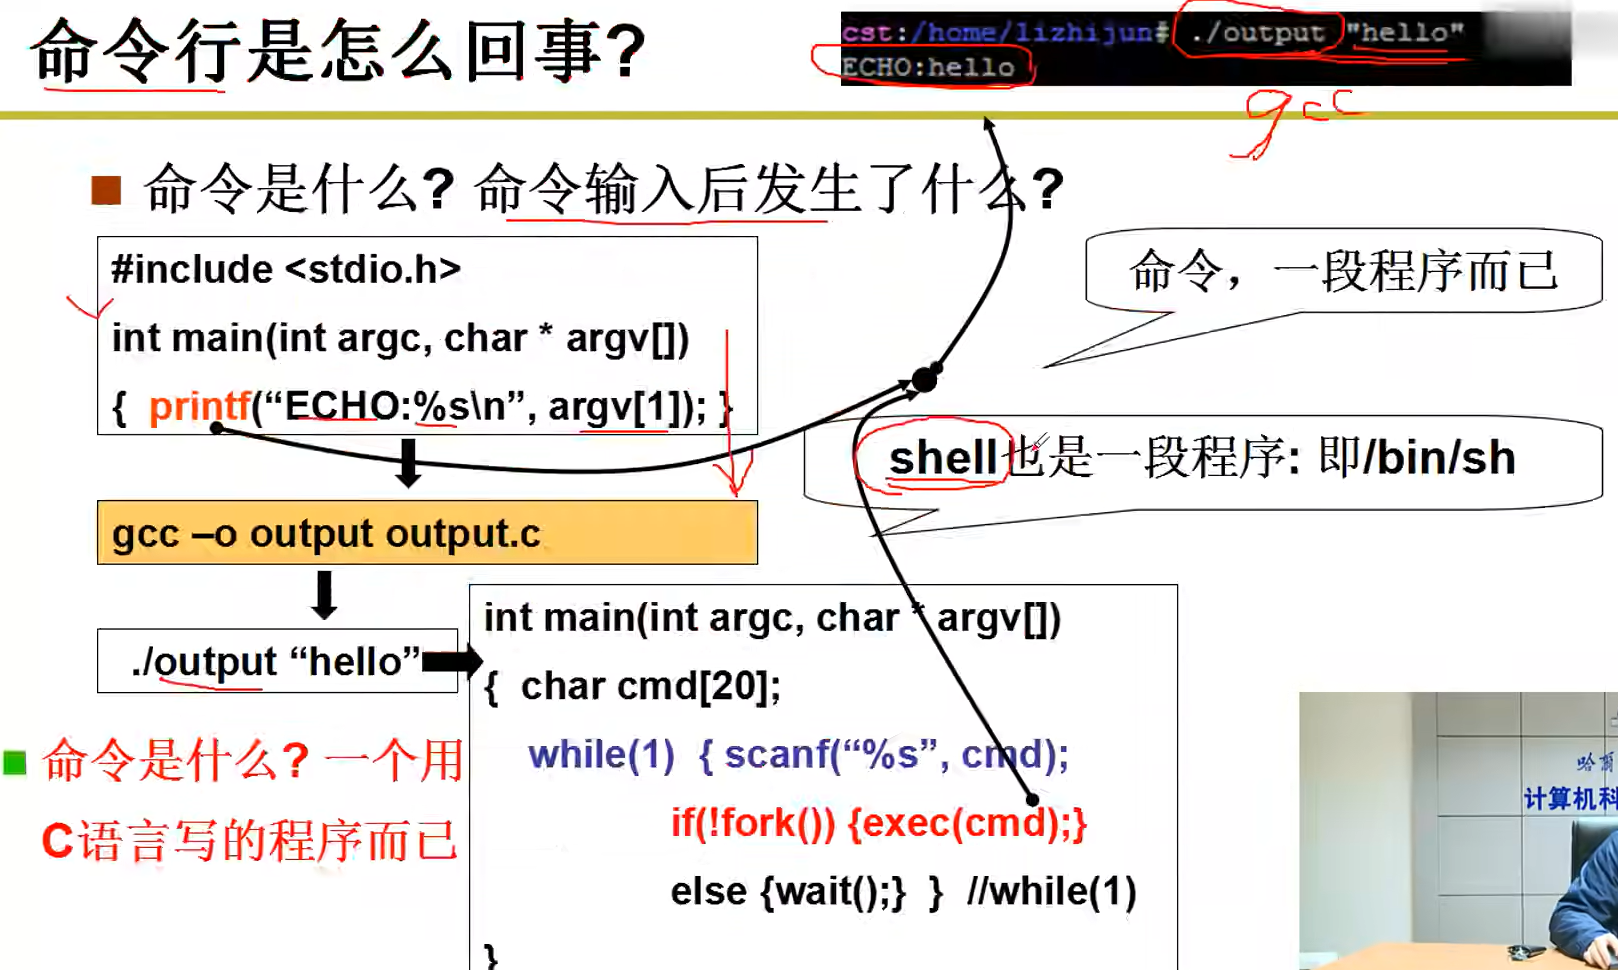 命令行是怎么回事?
cst:/home/lizhijun# ./output "hello"
ECHO:hello
gcc
命令是什么? 命令输入后发生了什么?
#include <stdio.h>
int main(int argc, char * argv[])
{ printf(“ECHO:%s\n”, argv[1]); }
命令，一段程序而已
shell也是一段程序: 即/bin/sh
gcc –o output output.c
./output “hello”
int main(int argc, char * argv[])
{ char cmd[20];
while(1) { scanf(“%s”, cmd);
if(!fork()) {exec(cmd);}
else {wait();} } //while(1)
}
命令是什么? 一个用
C语言写的程序而已
哈
计算机科